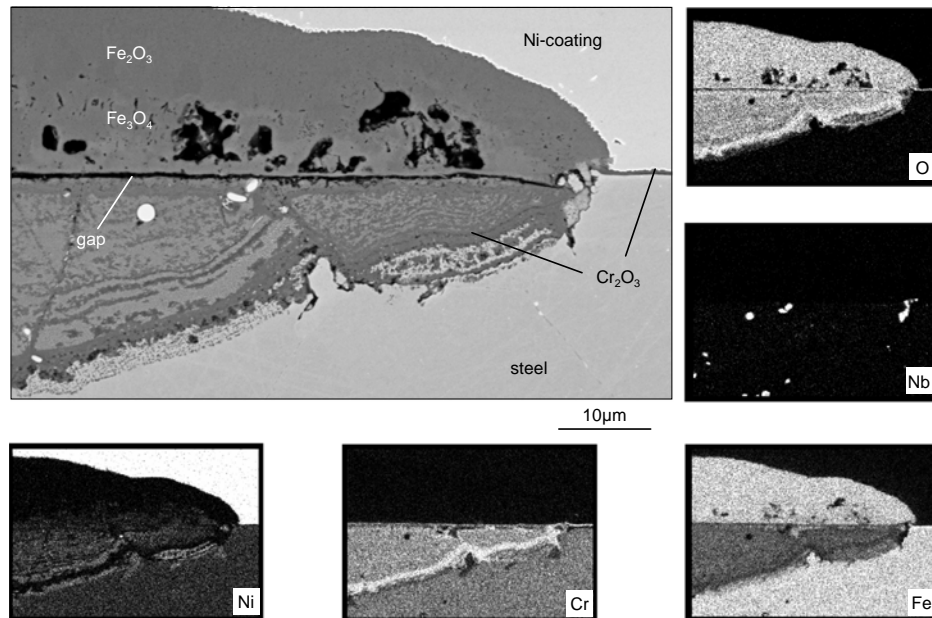 Fe₂O₃
Ni-coating
Fe₃O₄
gap
Cr₂O₃
steel
10µm
O
Nb
Ni
Cr
Fe